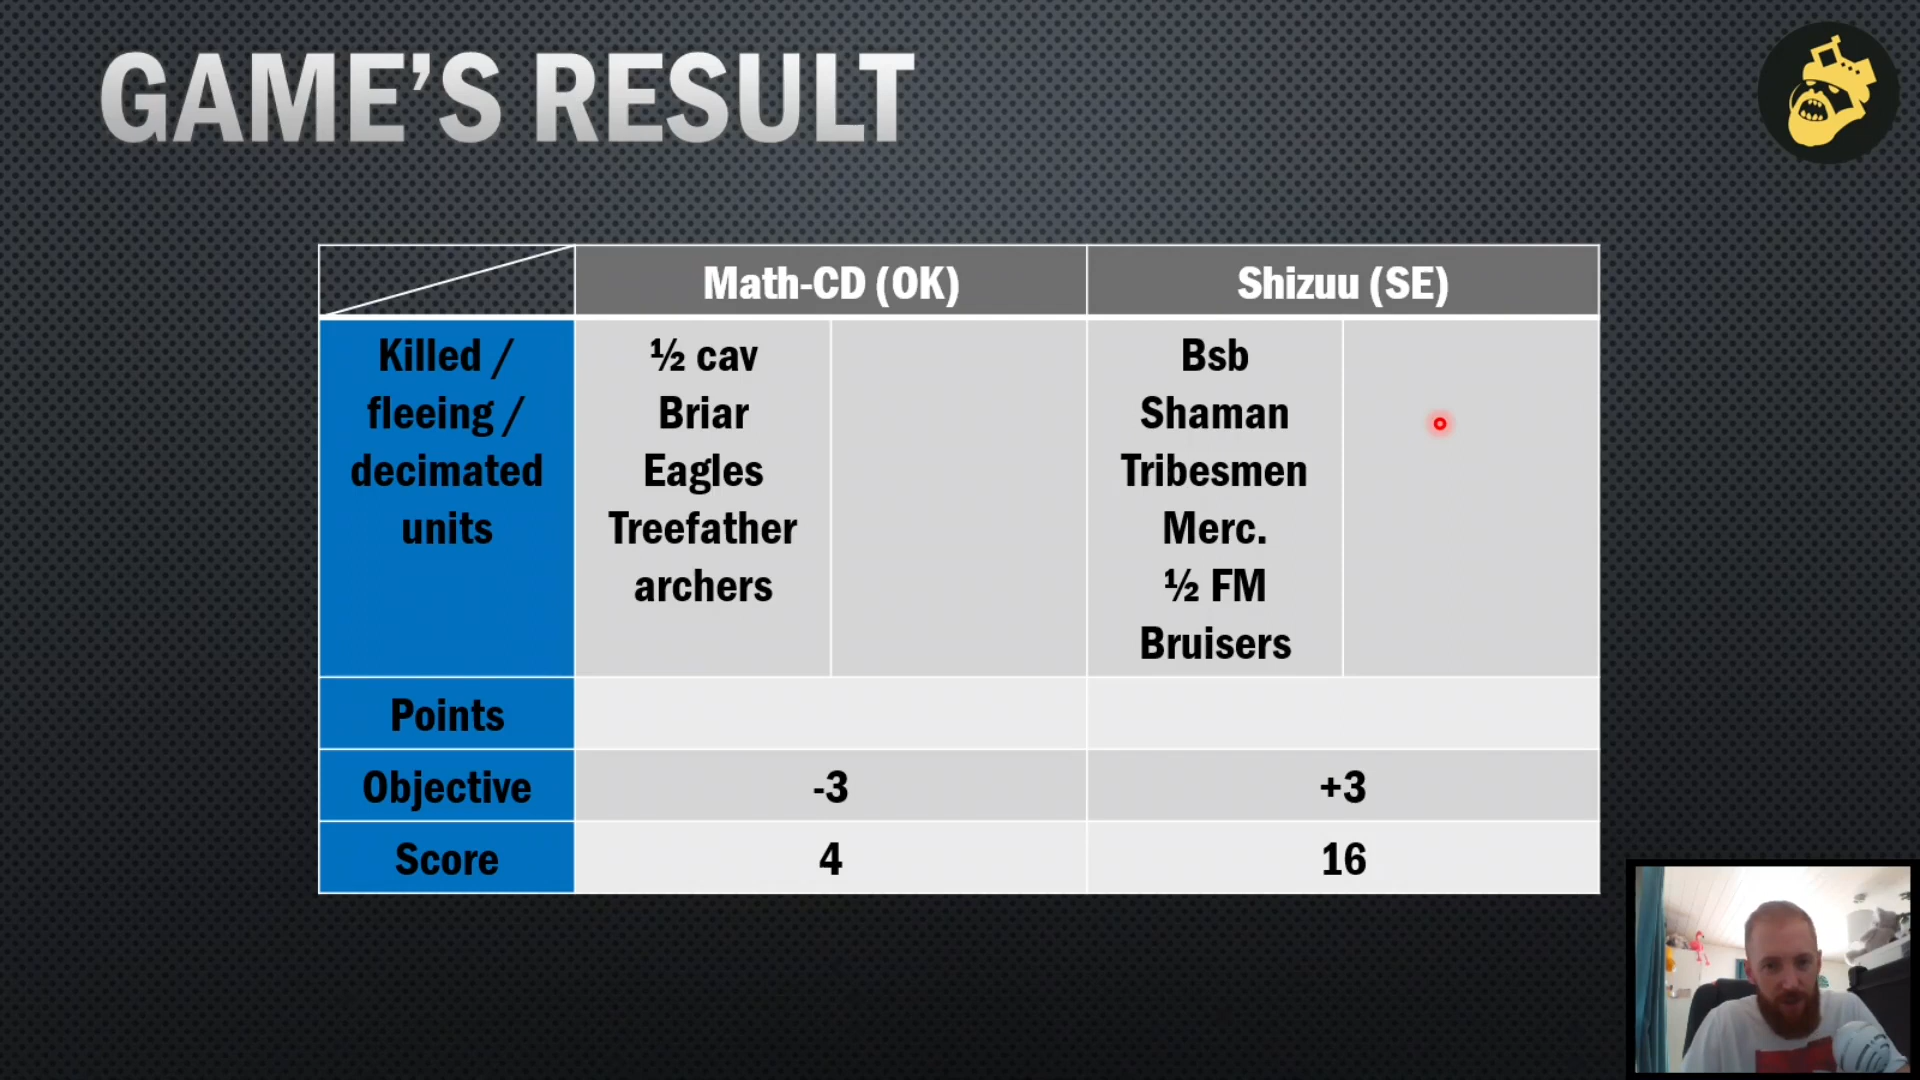 GAME'S RESULT
Math-CD (OK)
Shizuu (SE)
Killed /
fleeing /
decimated
units
½ cav
Briar
Eagles
Treefather
archers
Bsb
Shaman
Tribesmen
Merc.
½ FM
Bruisers
Points
Objective
-3
+3
Score
4
16